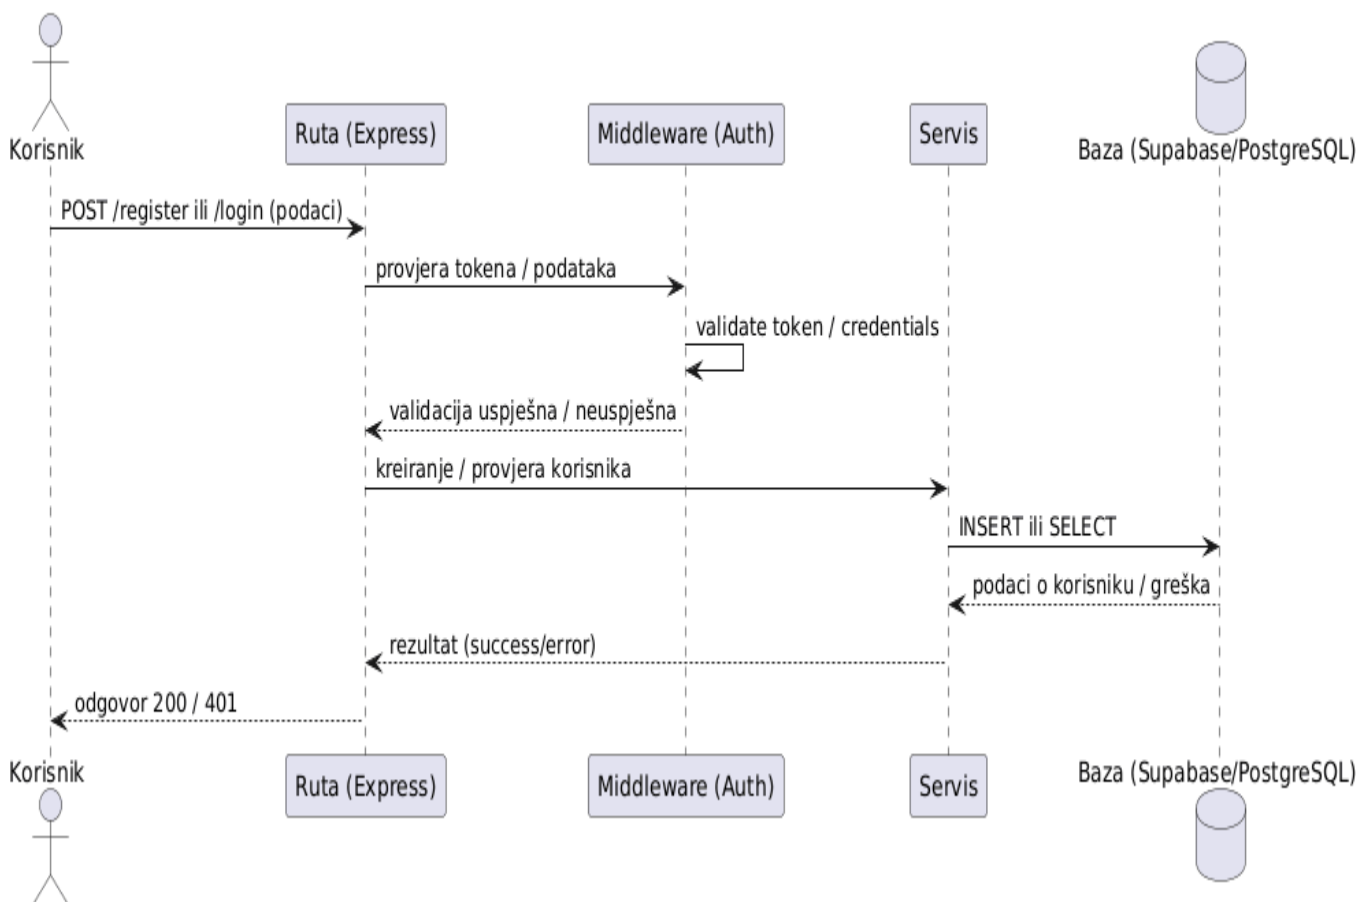 Korisnik
Ruta (Express)
Middleware (Auth)
Servis
Baza (Supabase/PostgreSQL)
POST /register ili /login (podaci)
provjera tokena / podataka
validate token / credentials
validacija uspješna / neuspješna
kreiranje / provjera korisnika
INSERT ili SELECT
podaci o korisniku / greška
rezultat (success/error)
odgovor 200 / 401
Korisnik
Ruta (Express)
Middleware (Auth)
Servis
Baza (Supabase/PostgreSQL)